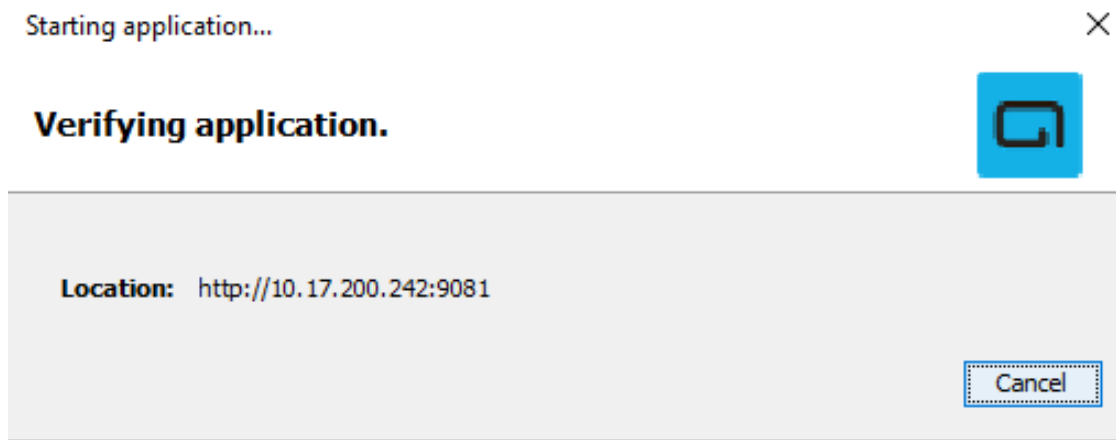 Starting application...
Verifying application.
Location: http://10.17.200.242:9081
Cancel